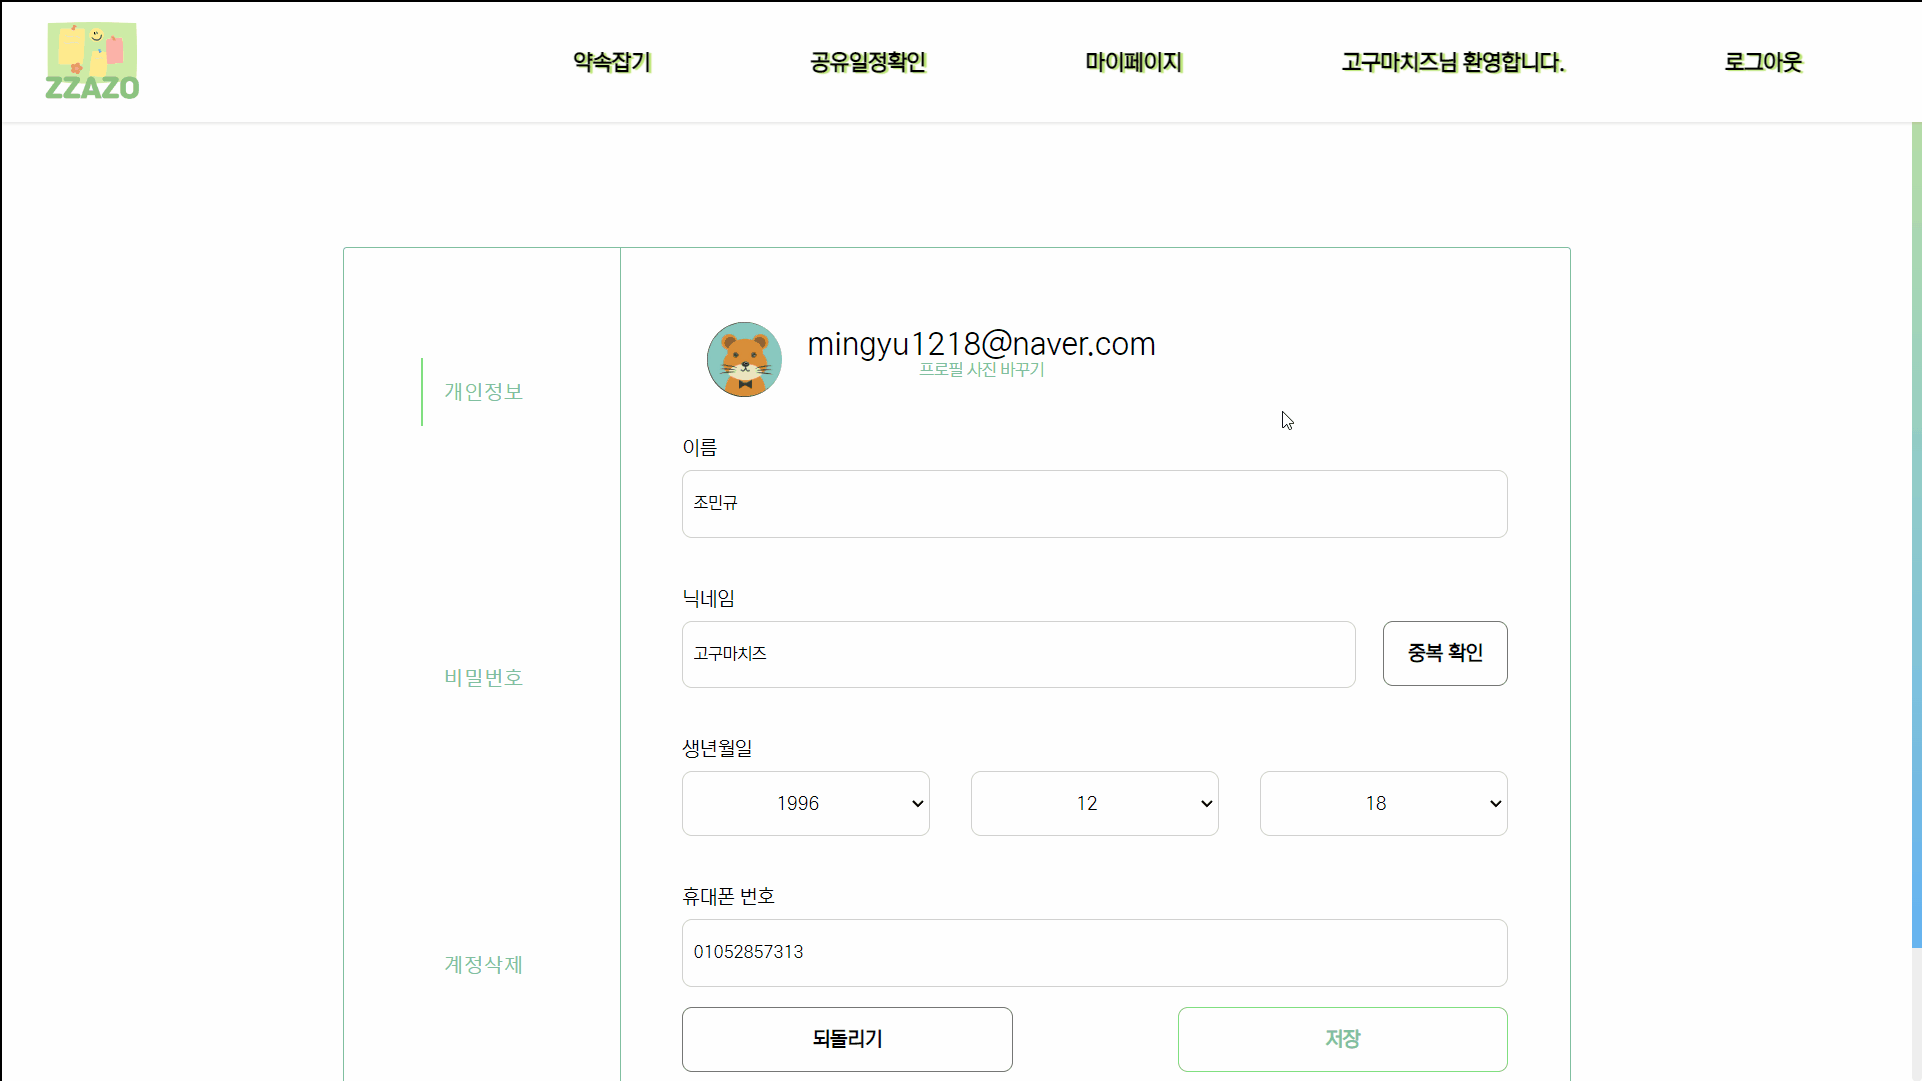 ZZAZO
약속잡기 공유일정확인 마이페이지 고구마치즈님 환영합니다. 로그아웃
mingyu1218@naver.com
프로필 사진 바꾸기
개인정보
이름
조민규
닉네임
고구마치즈 중복 확인
비밀번호
생년월일
1996 12 18
휴대폰 번호
01052857313
계정삭제
되돌리기 저장